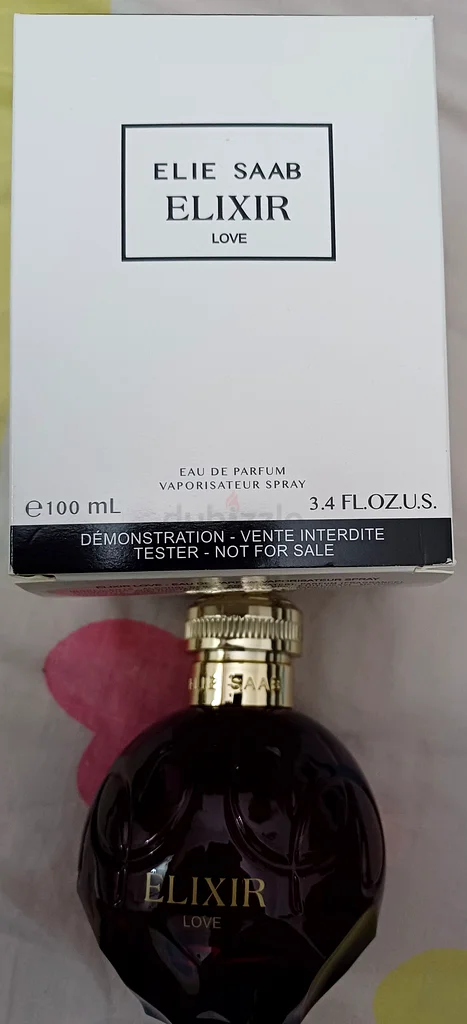 ELIE SAAB
ELIXIR
LOVE
EAU DE PARFUM
VAPORISATEUR SPRAY
℮100 mL
3.4 FL.OZ.U.S.
dubizzle
DÉMONSTRATION - VENTE INTERDITE
TESTER - NOT FOR SALE
ELIE SAAB
ELIXIR
LOVE